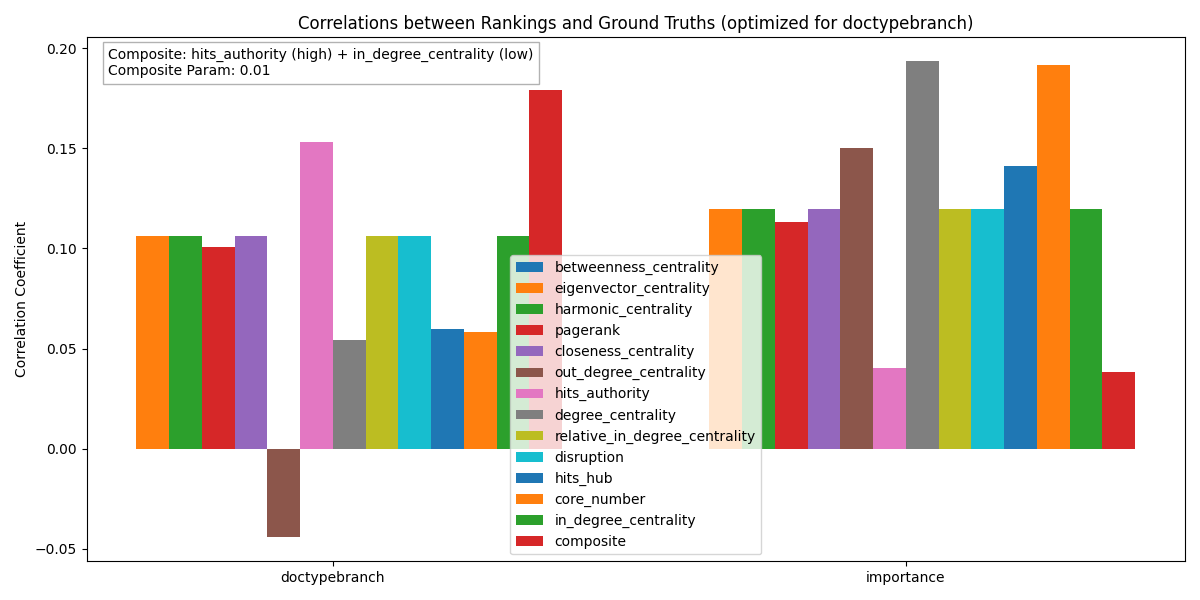 Correlations between Rankings and Ground Truths (optimized for doctypebranch)
Composite: hits_authority (high) + in_degree_centrality (low)
Composite Param: 0.01
Correlation Coefficient
0.20
0.15
0.10
0.05
0.00
−0.05
betweenness_centrality
eigenvector_centrality
harmonic_centrality
pagerank
closeness_centrality
out_degree_centrality
hits_authority
degree_centrality
relative_in_degree_centrality
disruption
hits_hub
core_number
in_degree_centrality
composite
doctypebranch
importance